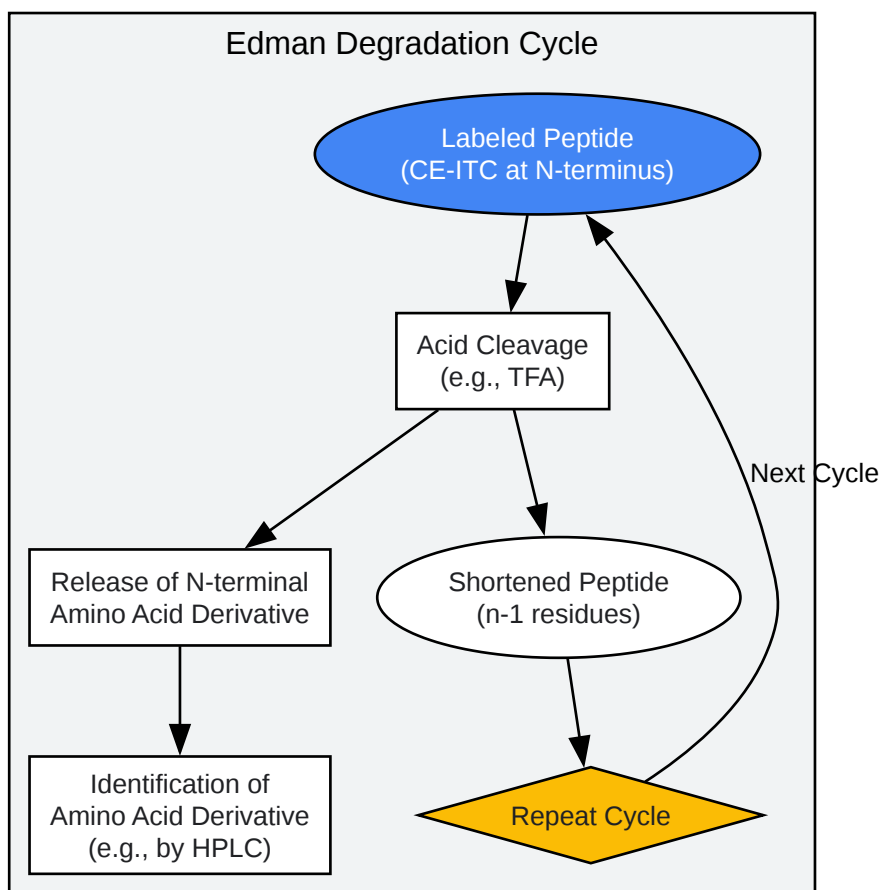 Edman Degradation Cycle
Labeled Peptide
(CE-ITC at N-terminus)
Acid Cleavage
(e.g., TFA)
Next Cycle
Release of N-terminal
Amino Acid Derivative
Shortened Peptide
(n-1 residues)
Identification of
Amino Acid Derivative
(e.g., by HPLC)
Repeat Cycle